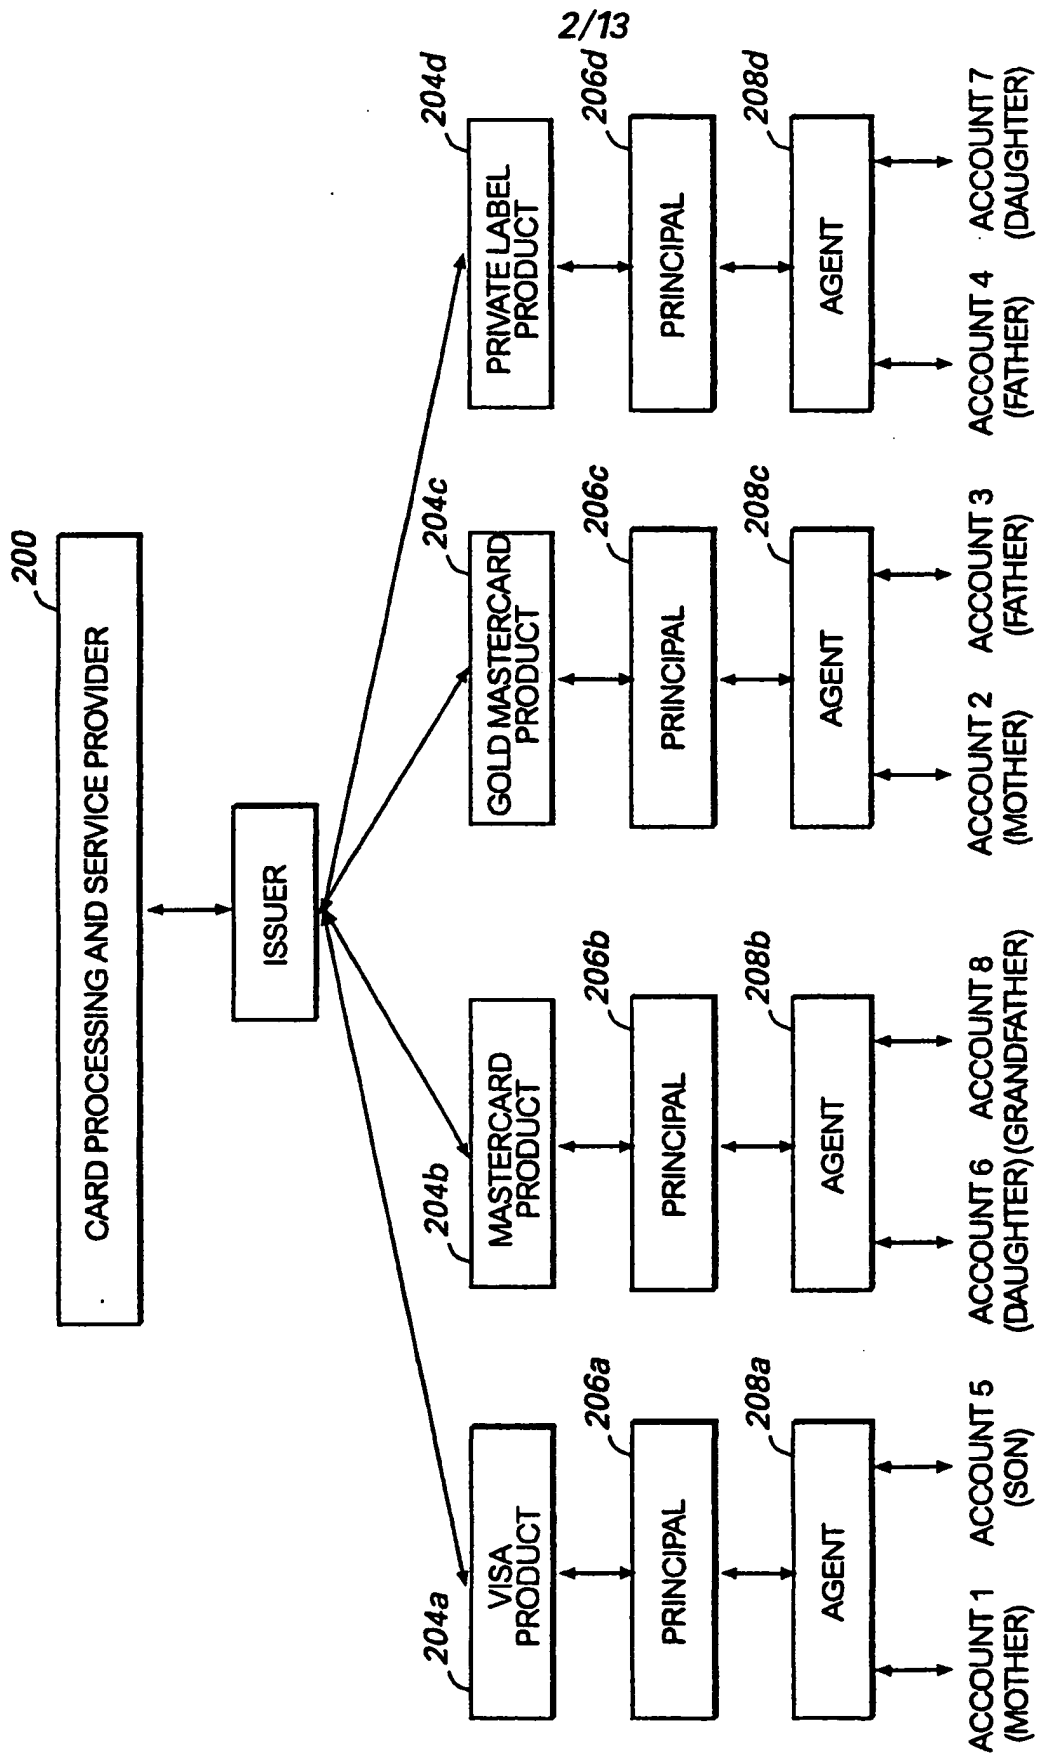 2/13
200
CARD PROCESSING AND SERVICE PROVIDER
ISSUER
204a
VISA
PRODUCT
204b
MASTERCARD
PRODUCT
204c
GOLD MASTERCARD
PRODUCT
204d
PRIVATE LABEL
PRODUCT
206a
PRINCIPAL
206b
PRINCIPAL
206c
PRINCIPAL
206d
PRINCIPAL
208a
AGENT
208b
AGENT
208c
AGENT
208d
AGENT
ACCOUNT 1
(MOTHER)
ACCOUNT 5
(SON)
ACCOUNT 6
(DAUGHTER)
ACCOUNT 8
(GRANDFATHER)
ACCOUNT 2
(MOTHER)
ACCOUNT 3
(FATHER)
ACCOUNT 4
(FATHER)
ACCOUNT 7
(DAUGHTER)